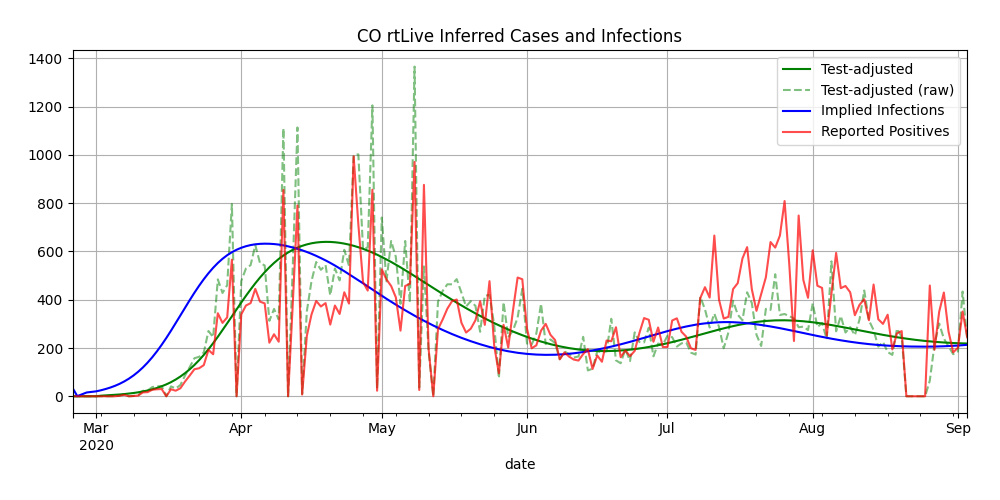 CO rtLive Inferred Cases and Infections
1400
1200
1000
800
600
400
200
0
Test-adjusted
Test-adjusted (raw)
Implied Infections
Reported Positives
Mar
2020
Apr
May
Jun
Jul
Aug
Sep
date